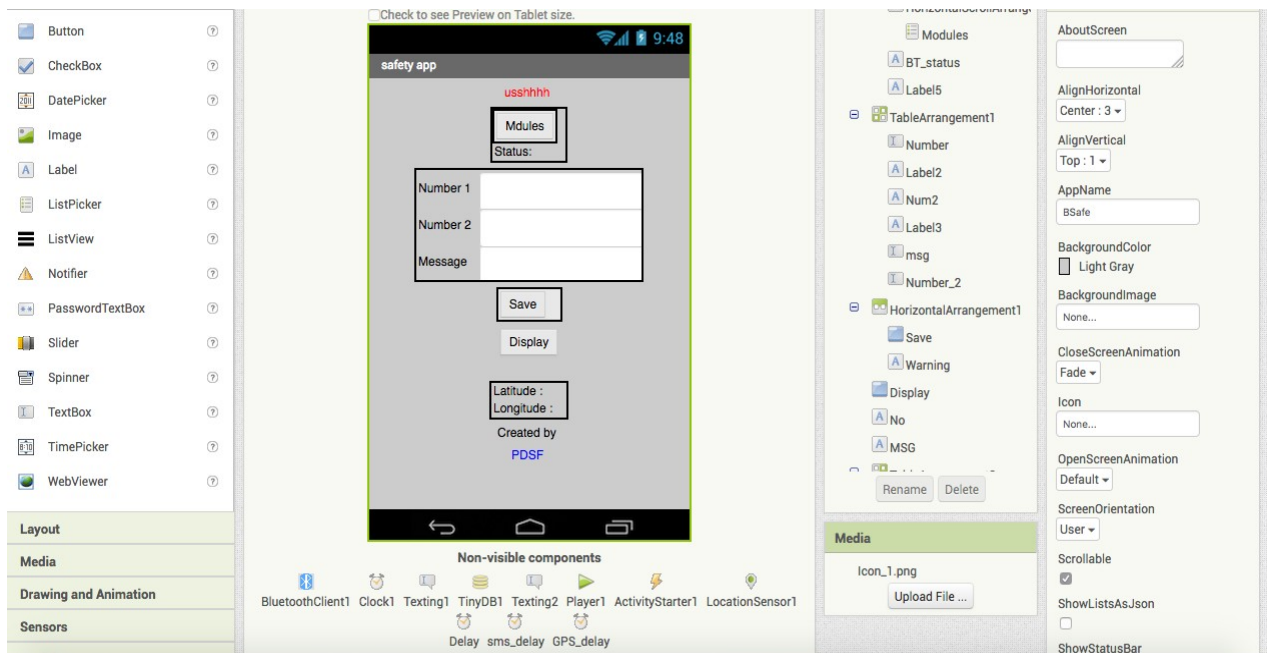 Button
CheckBox
DatePicker
Image
Label
ListPicker
ListView
Notifier
PasswordTextBox
Slider
Spinner
TextBox
TimePicker
WebViewer
Layout
Media
Drawing and Animation
Sensors
Check to see Preview on Tablet size.
9:48
safety app
usshhhh
Mdules
Status:
Number 1
Number 2
Message
Save
Display
Latitude :
Longitude :
Created by
PDSF
Non-visible components
BluetoothClient1 Clock1 Texting1 TinyDB1 Texting2 Player1 ActivityStarter1 LocationSensor1
Delay sms_delay GPS_delay
Modules
BT_status
Label5
TableArrangement1
Number
Label2
Num2
Label3
msg
Number_2
HorizontalArrangement1
Save
Warning
Display
No
MSG
Rename Delete
Media
Icon_1.png
Upload File ...
AboutScreen
AlignHorizontal
Center : 3
AlignVertical
Top : 1
AppName
BSafe
BackgroundColor
Light Gray
BackgroundImage
None...
CloseScreenAnimation
Fade
Icon
None...
OpenScreenAnimation
Default
ScreenOrientation
User
Scrollable
ShowListsAsJson
ShowStatusBar